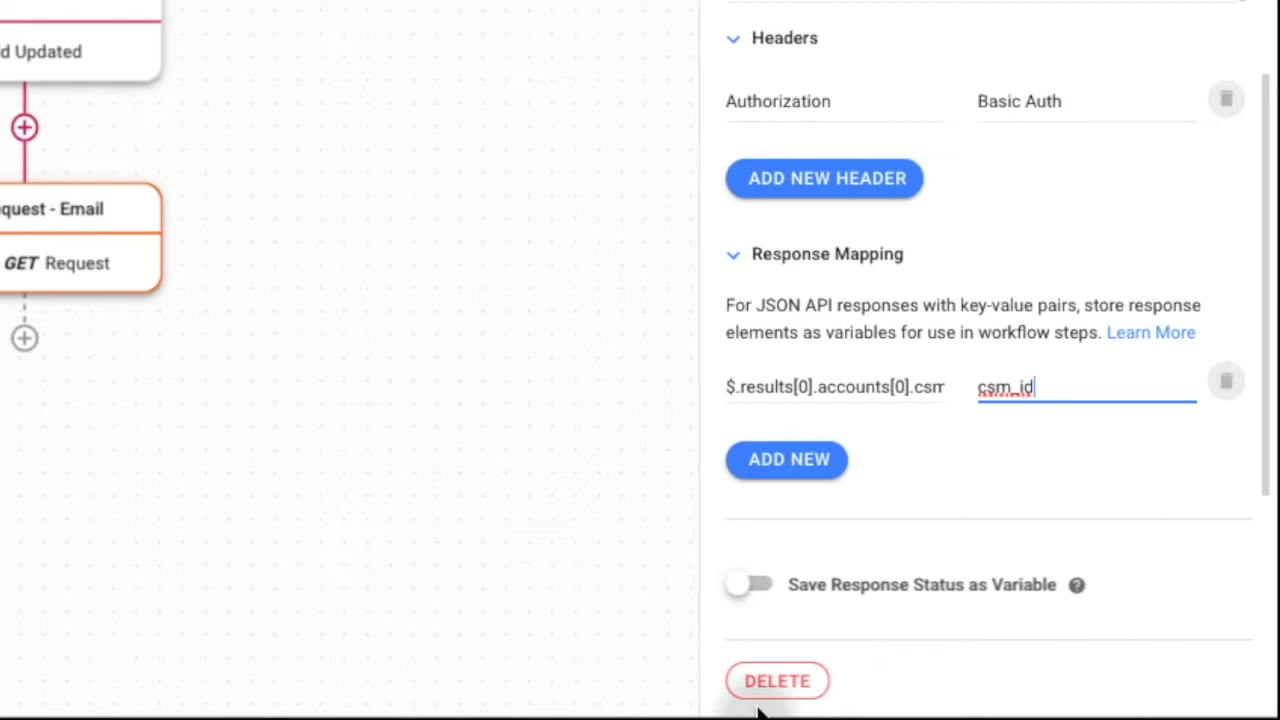 d Updated
quest - Email
GET Request
Headers
Authorization Basic Auth
ADD NEW HEADER
Response Mapping
For JSON API responses with key-value pairs, store response
elements as variables for use in workflow steps. Learn More
$.results[0].accounts[0].csm csm_id
ADD NEW
Save Response Status as Variable ?
DELETE